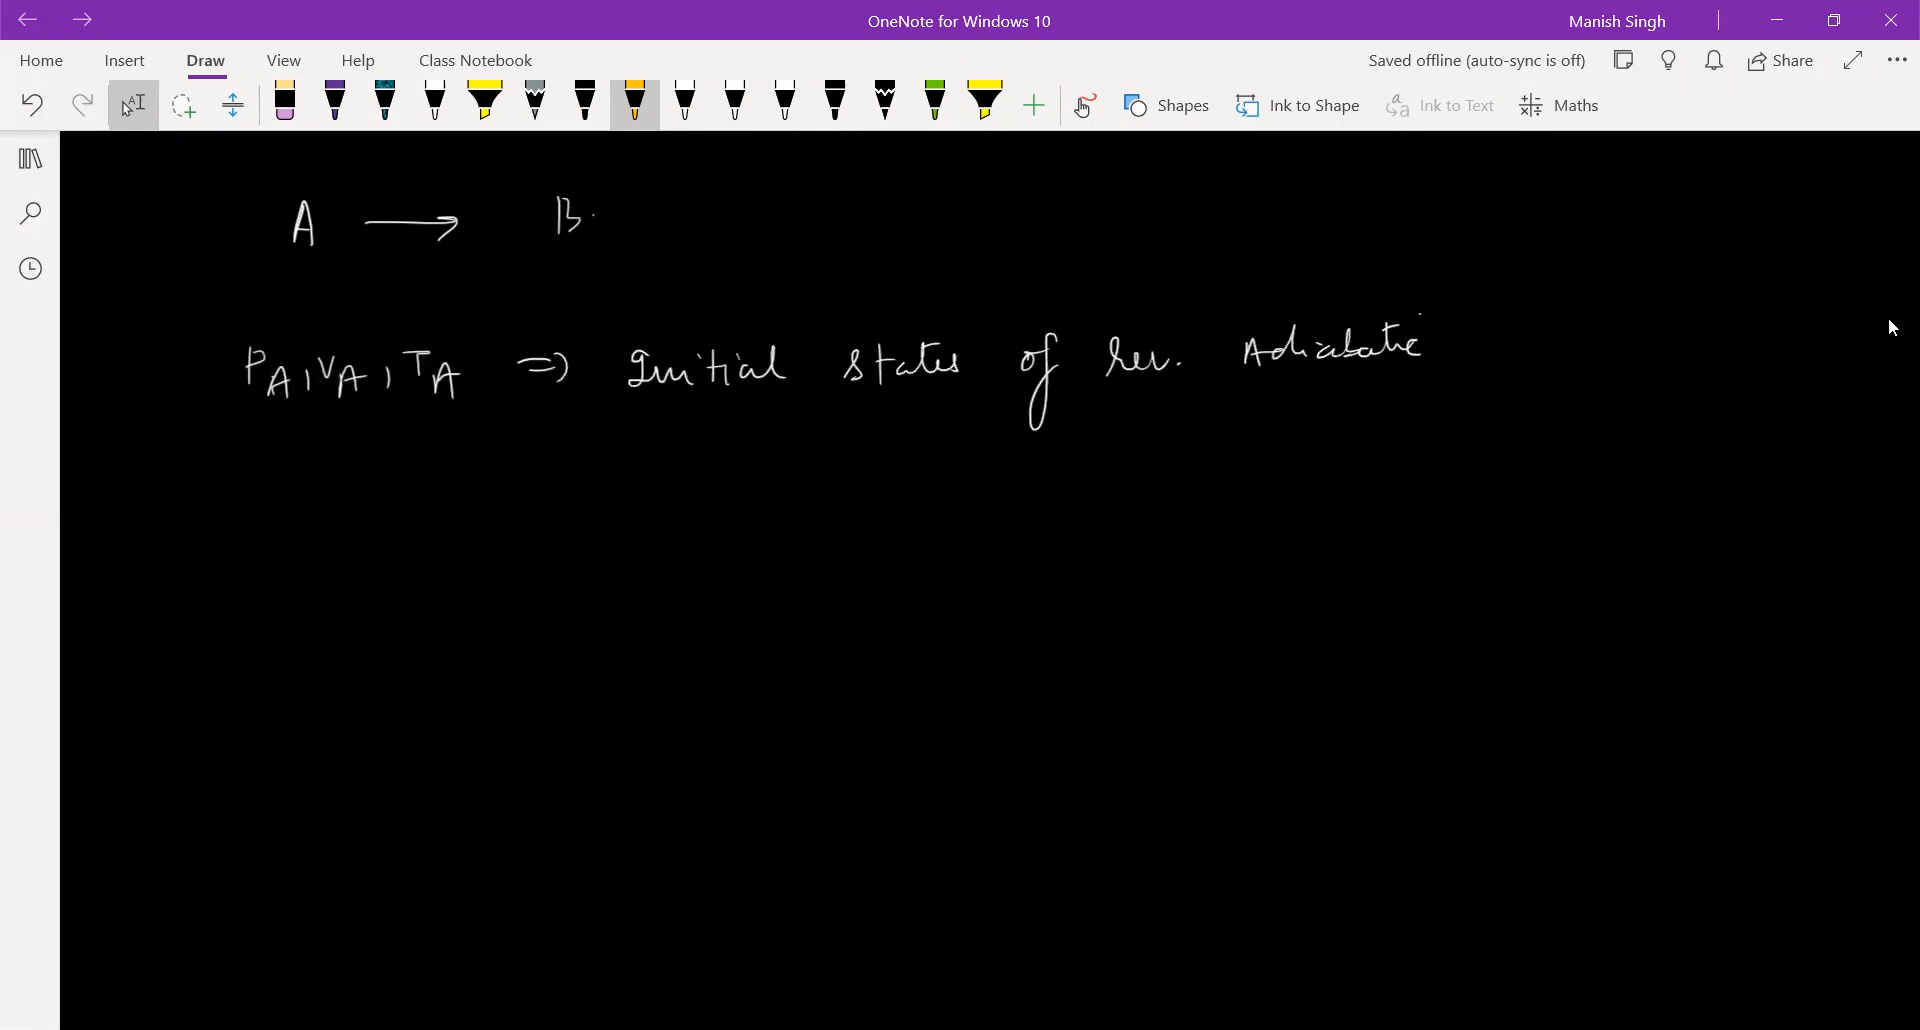 OneNote for Windows 10
Manish Singh
Home Insert Draw View Help Class Notebook
Saved offline (auto-sync is off) Share
Shapes Ink to Shape Ink to Text Maths
A → B.
PA, VA, TA ⇒ Initial states of rev. Adiabatic